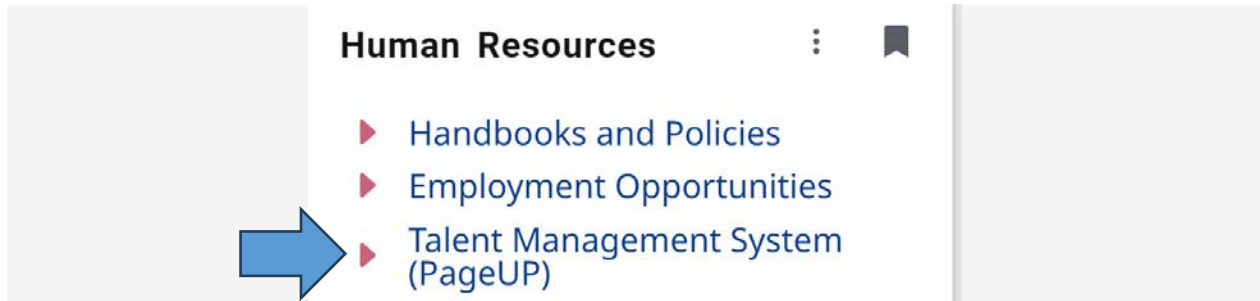 Human Resources
Handbooks and Policies
Employment Opportunities
Talent Management System
(PageUP)